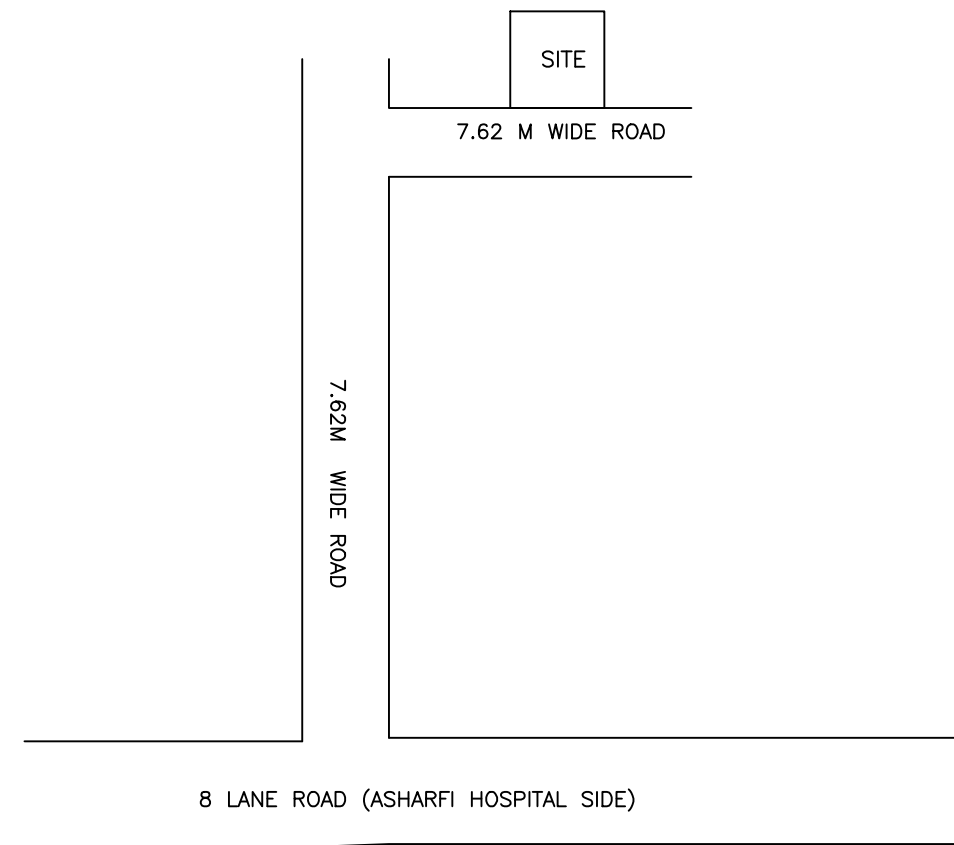 SITE
7.62 M WIDE ROAD
7.62M WIDE ROAD
8 LANE ROAD (ASHARFI HOSPITAL SIDE)